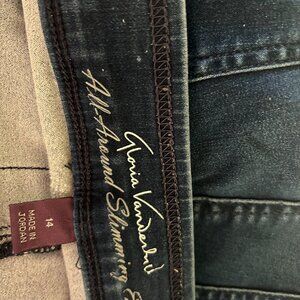 Gloria Vanderbilt
All-Around Slimming
14
MADE IN
JORDAN